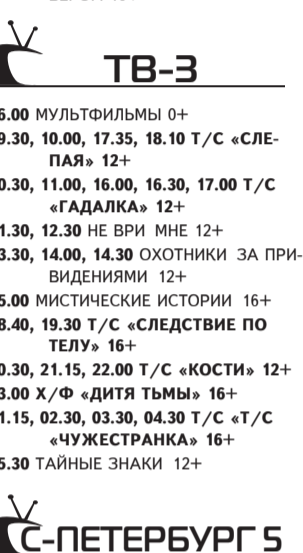 ТВ-3
6.00 МУЛЬТФИЛЬМЫ 0+
9.30, 10.00, 17.35, 18.10 Т/С «СЛЕ-
ПАЯ» 12+
0.30, 11.00, 16.00, 16.30, 17.00 Т/С
«ГАДАЛКА» 12+
1.30, 12.30 НЕ ВРИ МНЕ 12+
3.30, 14.00, 14.30 ОХОТНИКИ ЗА ПРИ-
ВИДЕНИЯМИ 12+
5.00 МИСТИЧЕСКИЕ ИСТОРИИ 16+
8.40, 19.30 Т/С «СЛЕДСТВИЕ ПО
ТЕЛУ» 16+
0.30, 21.15, 22.00 Т/С «КОСТИ» 12+
3.00 Х/Ф «ДИТЯ ТЬМЫ» 16+
1.15, 02.30, 03.30, 04.30 Т/С «Т/С
«ЧУЖЕСТРАНКА» 16+
5.30 ТАЙНЫЕ ЗНАКИ 12+
С-ПЕТЕРБУРГ 5